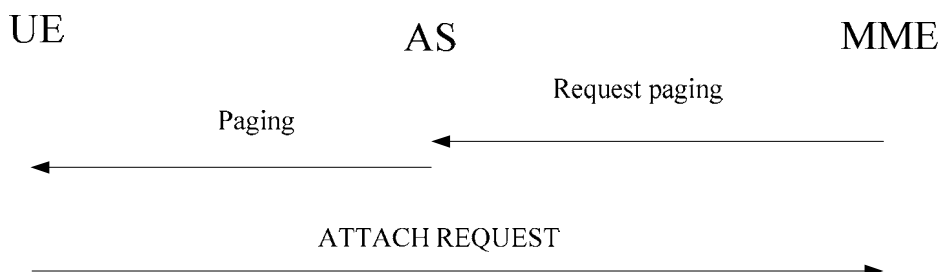 UE
AS
MME
Request paging
Paging
ATTACH REQUEST